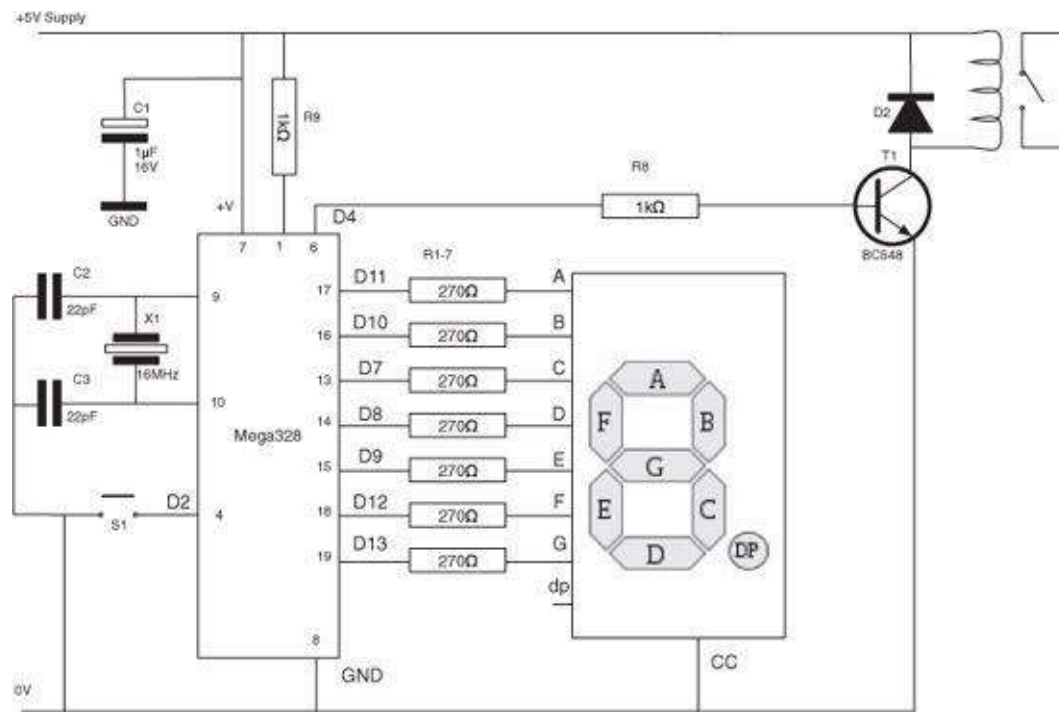 +5V Supply
C1
1µF
16V
GND
1kΩ
R9
D2
T1
BC548
R8
1kΩ
+V
D4
7
1
6
R1-7
C2
22pF
X1
16MHz
C3
22pF
9
10
Mega328
S1
D2
4
8
GND
17
D11
270Ω
A
16
D10
270Ω
B
13
D7
270Ω
C
14
D8
270Ω
D
15
D9
270Ω
E
18
D12
270Ω
F
19
D13
270Ω
G
dp
A
F
B
G
E
C
D
DP
CC
0V